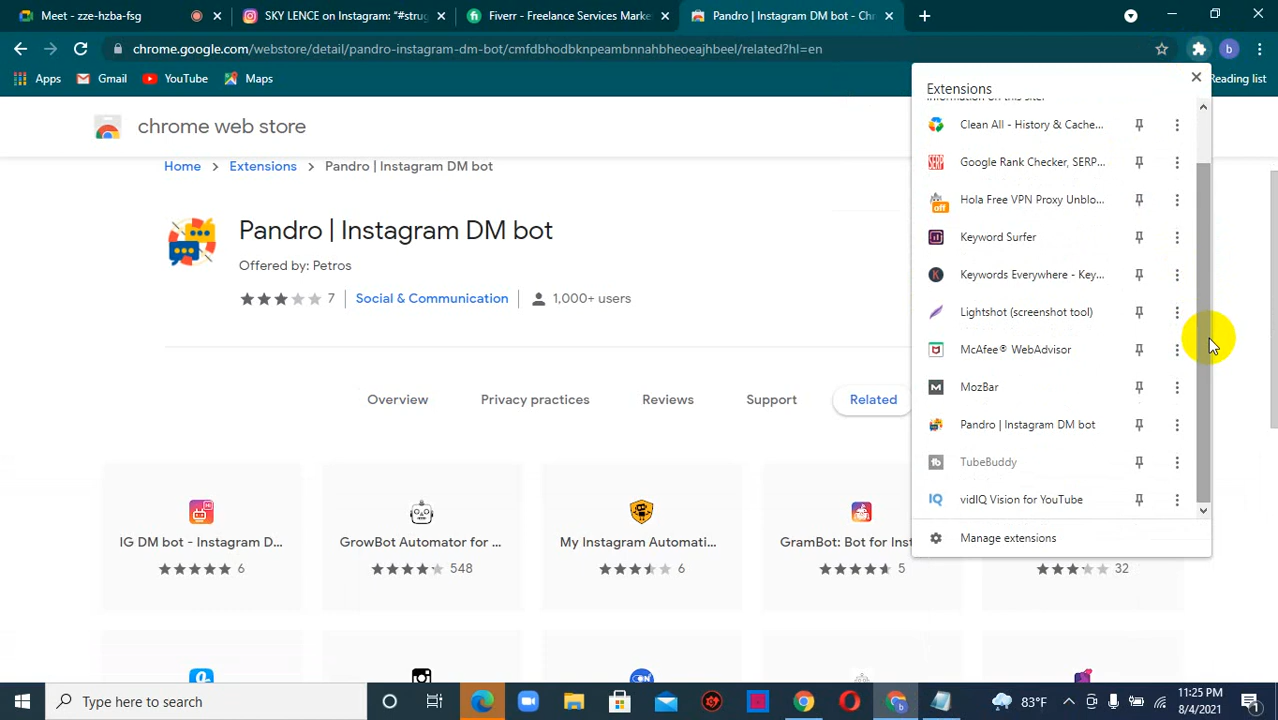 Meet - zze-hzba-fsg
SKY LENCE on Instagram: "#strug
Fiverr - Freelance Services Marke
Pandro | Instagram DM bot - Chr
chrome.google.com/webstore/detail/pandro-instagram-dm-bot/cmfdbhodbknpeambnnahbheoeajhbeel/related?hl=en
b
Apps
Gmail
YouTube
Maps
Reading list
Extensions
chrome web store
Home > Extensions > Pandro | Instagram DM bot
Pandro | Instagram DM bot
Offered by: Petros
7
Social & Communication
1,000+ users
Overview
Privacy practices
Reviews
Support
Related
Clean All - History & Cache...
Google Rank Checker, SERP...
Hola Free VPN Proxy Unblo...
off
Keyword Surfer
Keywords Everywhere - Key...
Lightshot (screenshot tool)
McAfee® WebAdvisor
MozBar
Pandro | Instagram DM bot
TubeBuddy
IQ vidIQ Vision for YouTube
Manage extensions
IG DM bot - Instagram D...
6
GrowBot Automator for ...
548
My Instagram Automati...
6
GramBot: Bot for Inst
5
32
Type here to search
83°F
11:25 PM
8/4/2021
1